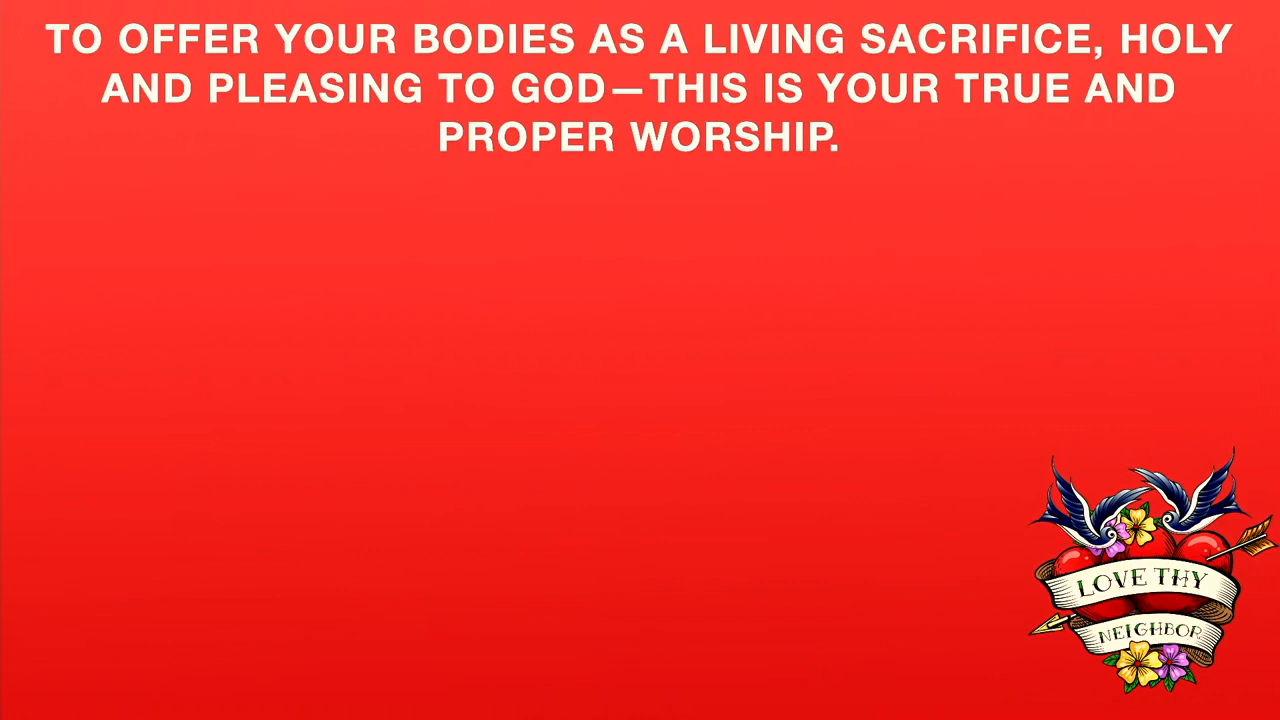 TO OFFER YOUR BODIES AS A LIVING SACRIFICE, HOLY
AND PLEASING TO GOD—THIS IS YOUR TRUE AND
PROPER WORSHIP.
LOVE THY
NEIGHBOR